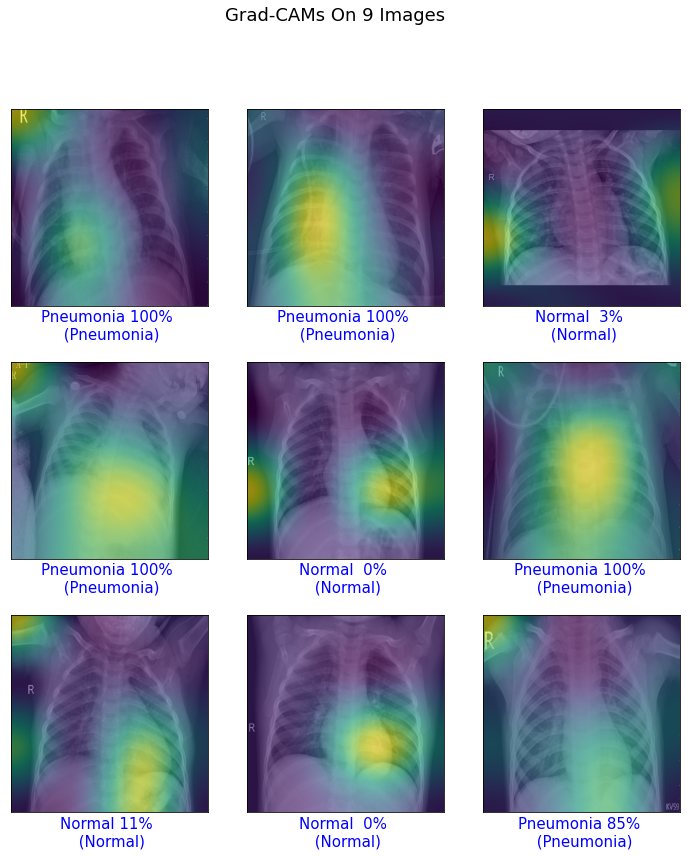 Grad-CAMs On 9 Images
R
R
R
Pneumonia 100%
(Pneumonia)
Pneumonia 100%
(Pneumonia)
Normal  3%
(Normal)
R
R
Pneumonia 100%
(Pneumonia)
Normal  0%
(Normal)
Pneumonia 100%
(Pneumonia)
R
R
R
Normal 11%
(Normal)
Normal  0%
(Normal)
Pneumonia 85%
(Pneumonia)